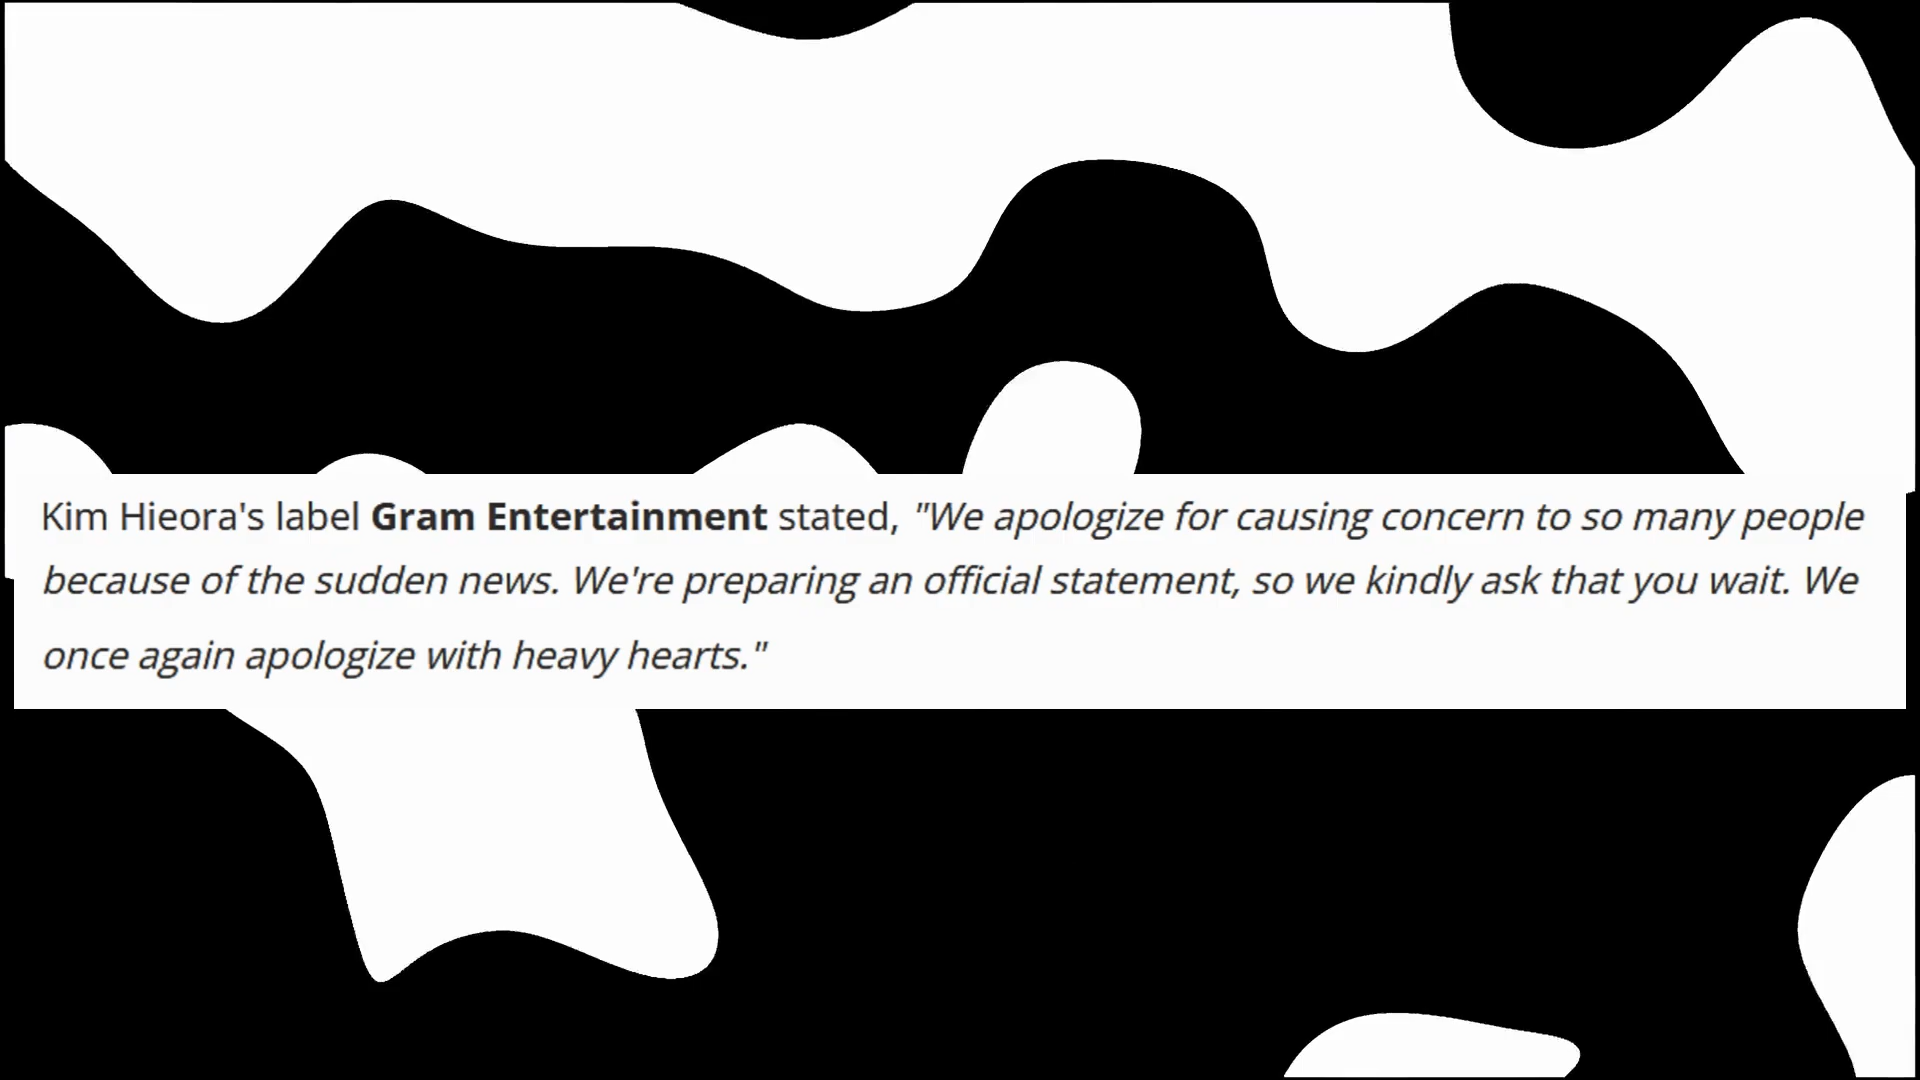 Kim Hieora's label Gram Entertainment stated, "We apologize for causing concern to so many people
because of the sudden news. We're preparing an official statement, so we kindly ask that you wait. We
once again apologize with heavy hearts."